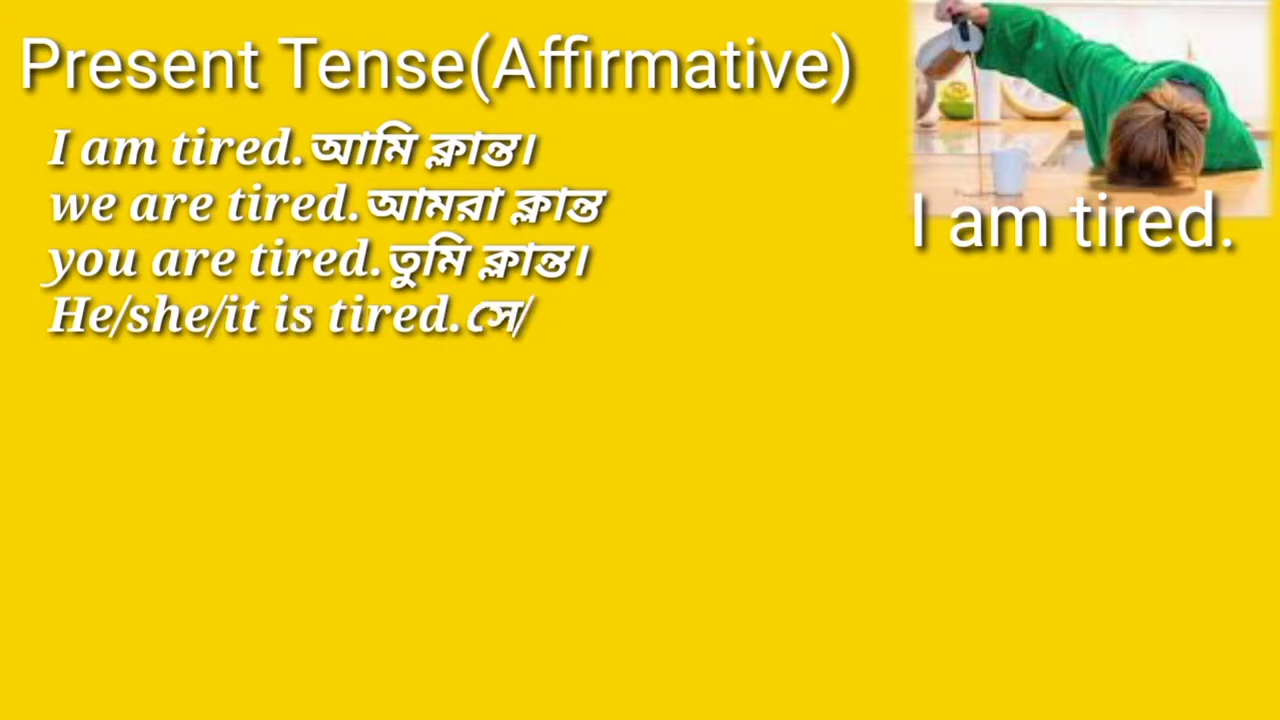 Present Tense(Affirmative)
I am tired.আমি ক্লান্ত।
we are tired.আমরা ক্লান্ত
you are tired.তুমি ক্লান্ত।
He/she/it is tired.সে/
I am tired.